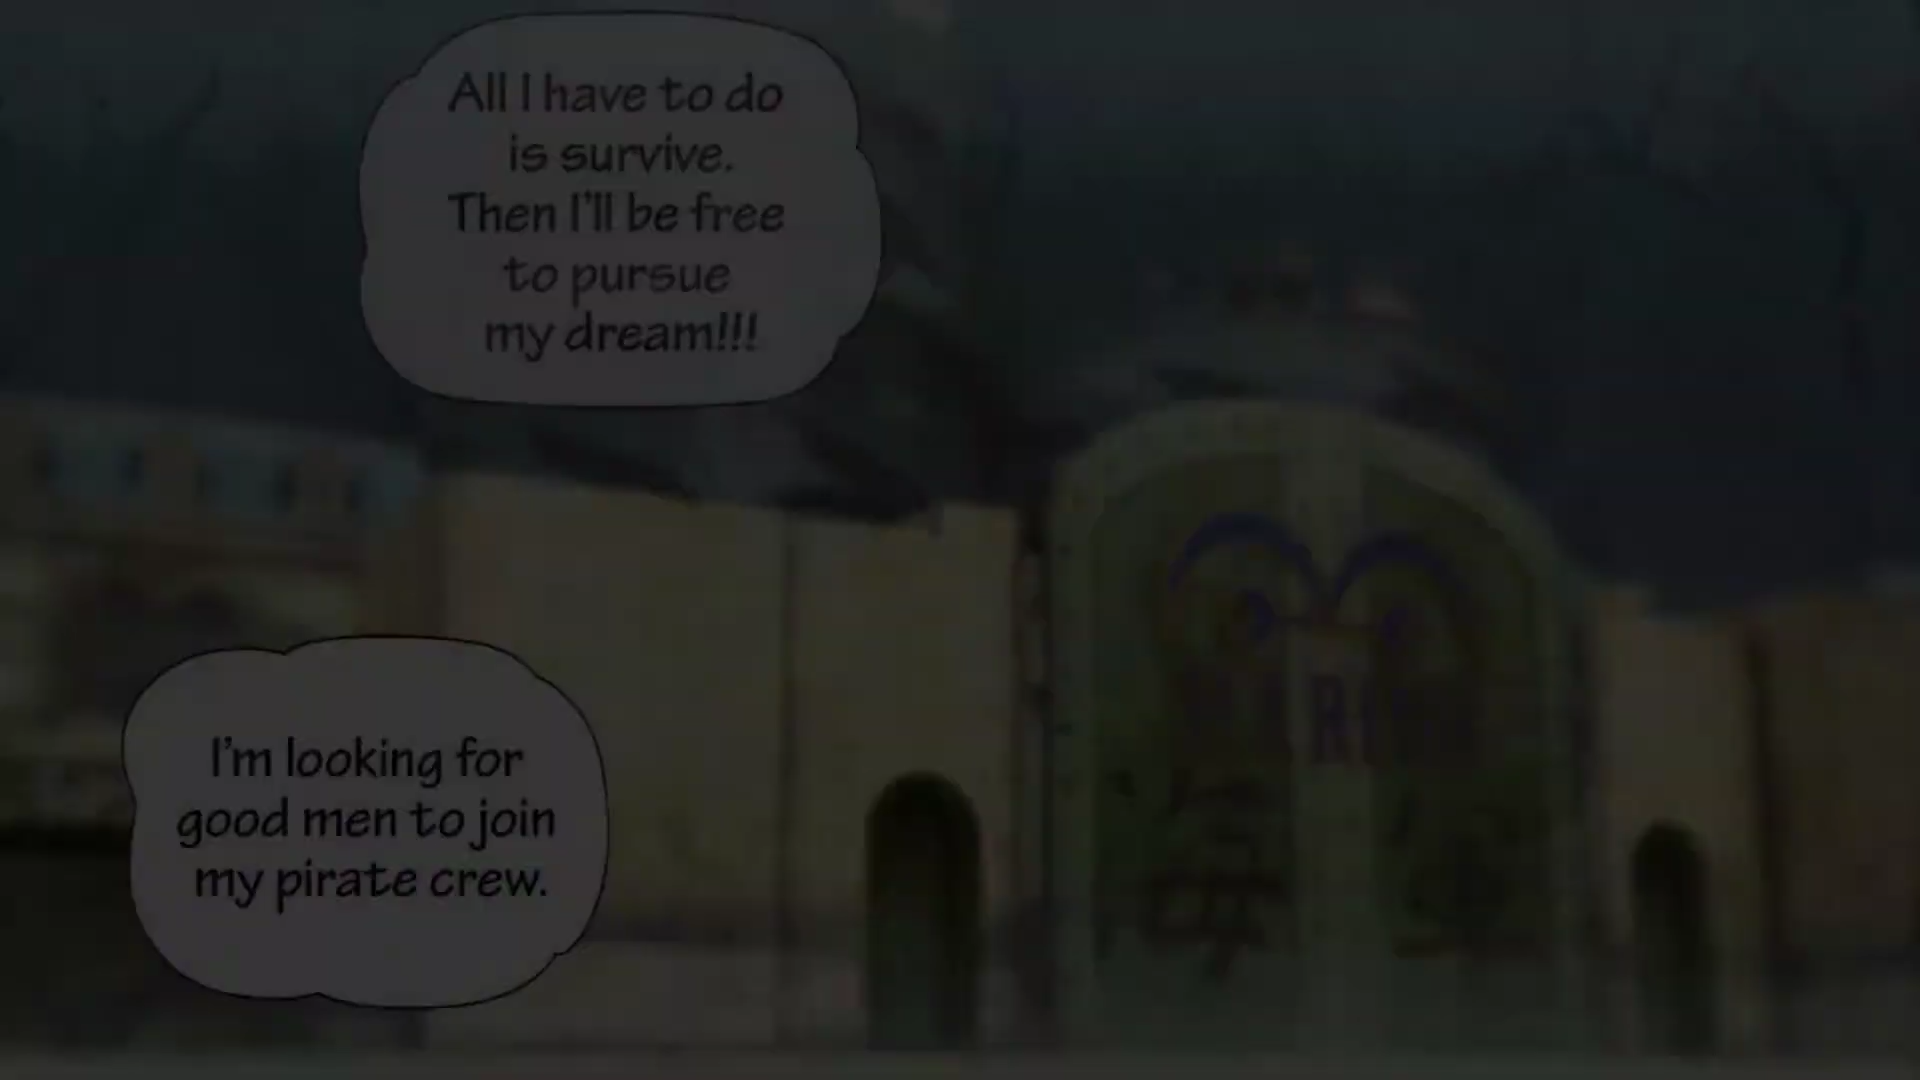 All I have to do
is survive.
Then I'll be free
to pursue
my dream!!!
I'm looking for
good men to join
my pirate crew.